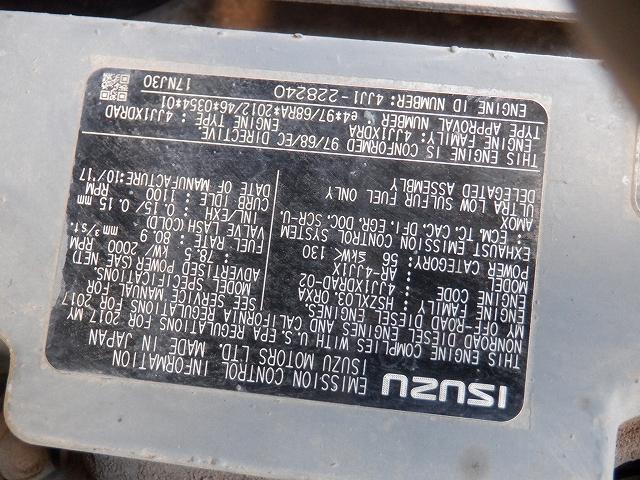 ISUZU
EMISSION CONTROL INFORMATION
ISUZU MOTORS LTD. MADE IN JAPAN
THIS ENGINE COMPLIES WITH U.S. EPA REGULATIONS FOR 2017
NONROAD DIESEL ENGINES AND CALIFORNIA REGULATIONS FOR 2017 MY
MY OFF-ROAD DIESEL ENGINES. SEE SERVICE MANUAL FOR
ENGINE FAMILY HSZXL03.0RXA MODEL SPECIFICATIONS.
ENGINE CODE 4JJ1XDRAD-02 ADVERTISED POWER (SAE NET)
MODEL AR-4JJ1X 78.5 kW/ 2000 RPM
POWER CATEGORY: 56 ≤kW< 130 FUEL RATE: 80.9 mm³/st
EXHAUST EMISSION CONTROL SYSTEM VALVE LASH (COLD)
: ECM, TC, CAC, DFI, EGR, DOC, SCR-U, IN/EXH 0.15/ 0.15 mm
AMOX CURB IDLE 1100 RPM
ULTRA LOW SULFUR FUEL ONLY DATE OF MANUFACTURE:10/'17
DELEGATED ASSEMBLY
THIS ENGINE IS CONFORMED 97/68/EC DIRECTIVE
ENGINE FAMILY: 4JJ1XDRA ENGINE TYPE: 4JJ1XDRAD
TYPE APPROVAL NUMBER e4*97/68RA*2012/46*0354*01
ENGINE ID NUMBER: 4JJ1-228240 17NJ30